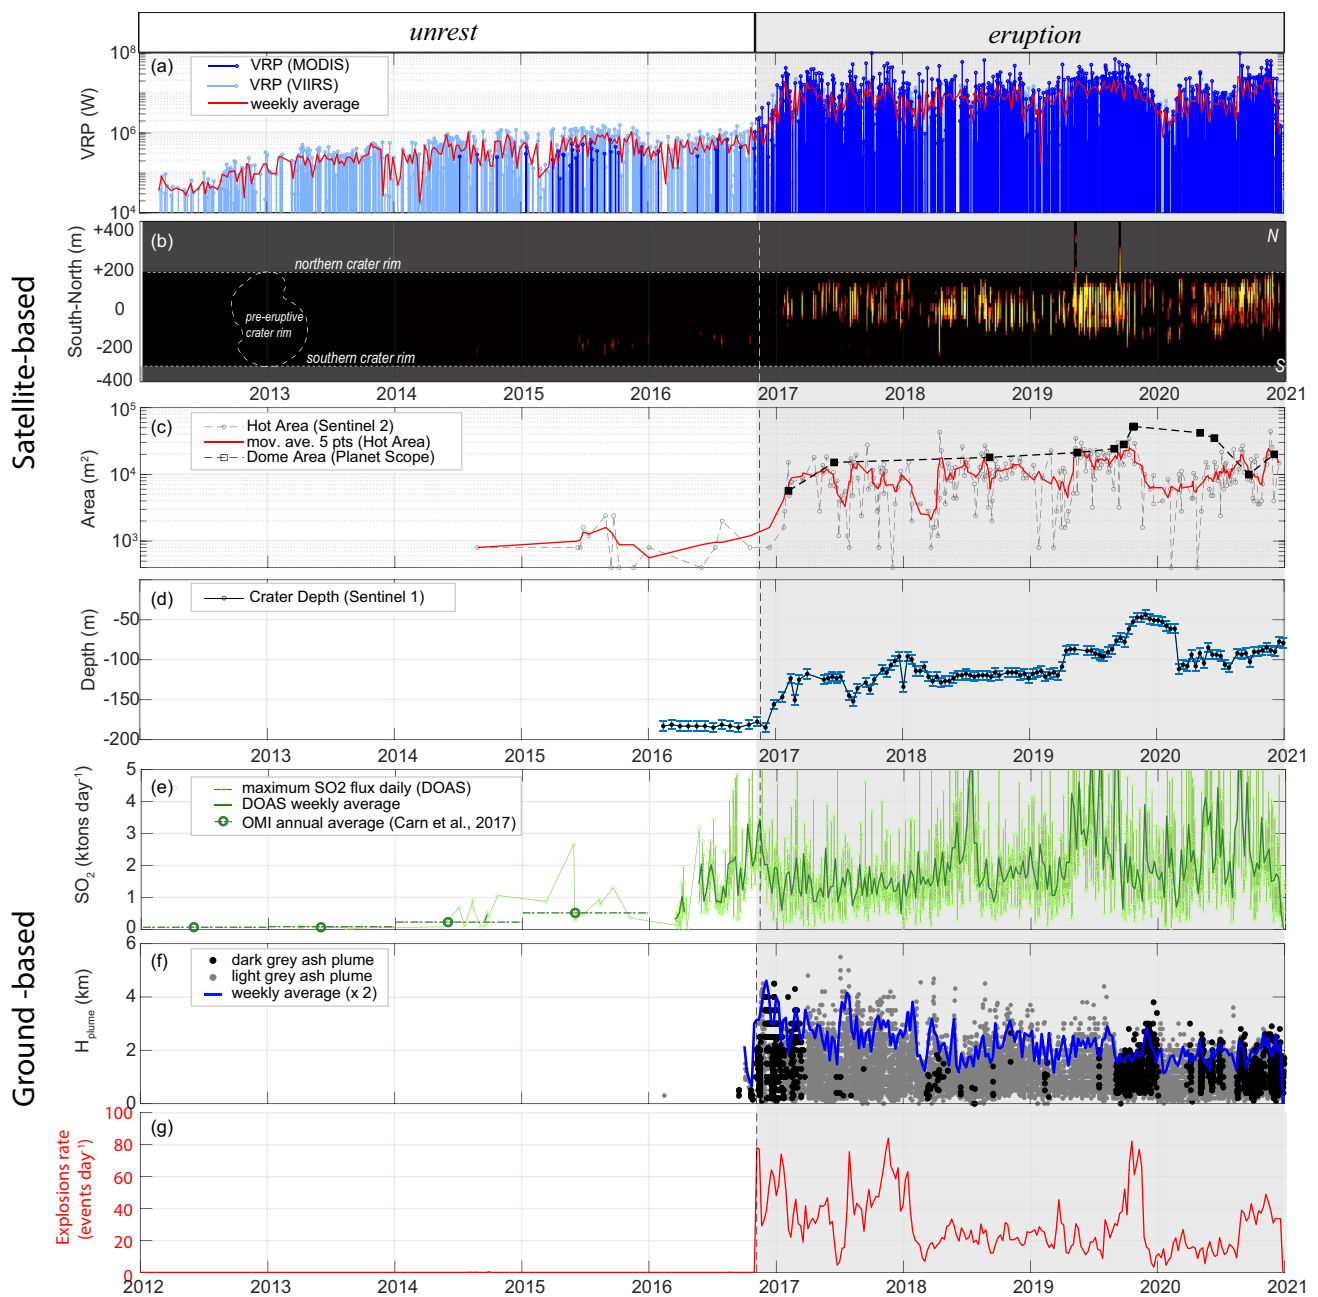 unrest
eruption
Satellite-based
Ground -based
(a)
VRP (MODIS)
VRP (VIIRS)
weekly average
VRP (W)
10⁸
10⁶
10⁴
(b)
N
northern crater rim
pre-eruptive
crater rim
southern crater rim
S
South-North (m)
+400
+200
0
-200
-400
2013
2014
2015
2016
2017
2018
2019
2020
2021
(c)
Hot Area (Sentinel 2)
mov. ave. 5 pts (Hot Area)
Dome Area (Planet Scope)
Area (m²)
10⁵
10⁴
10³
(d)
Crater Depth (Sentinel 1)
Depth (m)
-50
-100
-150
-200
2013
2014
2015
2016
2017
2018
2019
2020
2021
(e)
maximum SO2 flux daily (DOAS)
DOAS weekly average
OMI annual average (Carn et al., 2017)
SO₂ (ktons day⁻¹)
5
4
3
2
1
0
(f)
dark grey ash plume
light grey ash plume
weekly average (x 2)
H plume (km)
6
4
2
0
(g)
Explosions rate
(events day⁻¹)
100
80
60
40
20
0
2012
2013
2014
2015
2016
2017
2018
2019
2020
2021